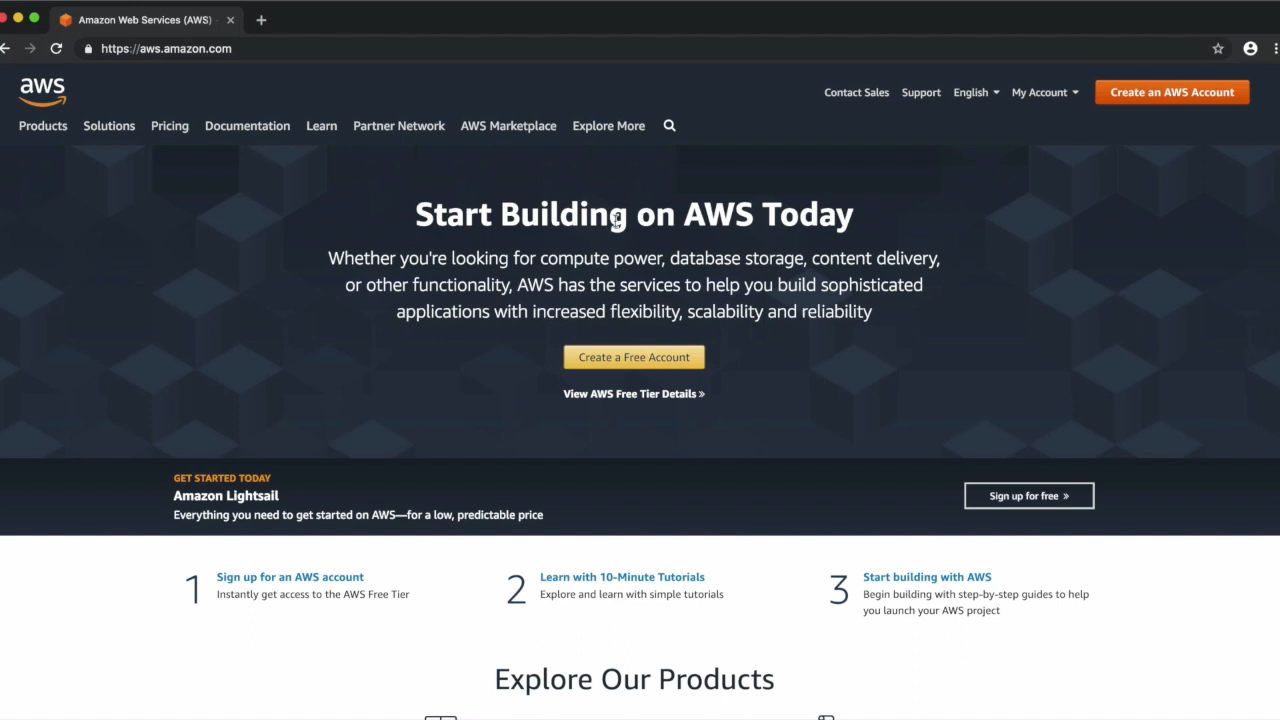 Amazon Web Services (AWS) -
https://aws.amazon.com
aws
Contact Sales Support English My Account Create an AWS Account
Products Solutions Pricing Documentation Learn Partner Network AWS Marketplace Explore More
Start Building on AWS Today
Whether you're looking for compute power, database storage, content delivery,
or other functionality, AWS has the services to help you build sophisticated
applications with increased flexibility, scalability and reliability
Create a Free Account
View AWS Free Tier Details »
GET STARTED TODAY
Amazon Lightsail
Everything you need to get started on AWS—for a low, predictable price
Sign up for free »
1 Sign up for an AWS account
Instantly get access to the AWS Free Tier
2 Learn with 10-Minute Tutorials
Explore and learn with simple tutorials
3 Start building with AWS
Begin building with step-by-step guides to help
you launch your AWS project
Explore Our Products